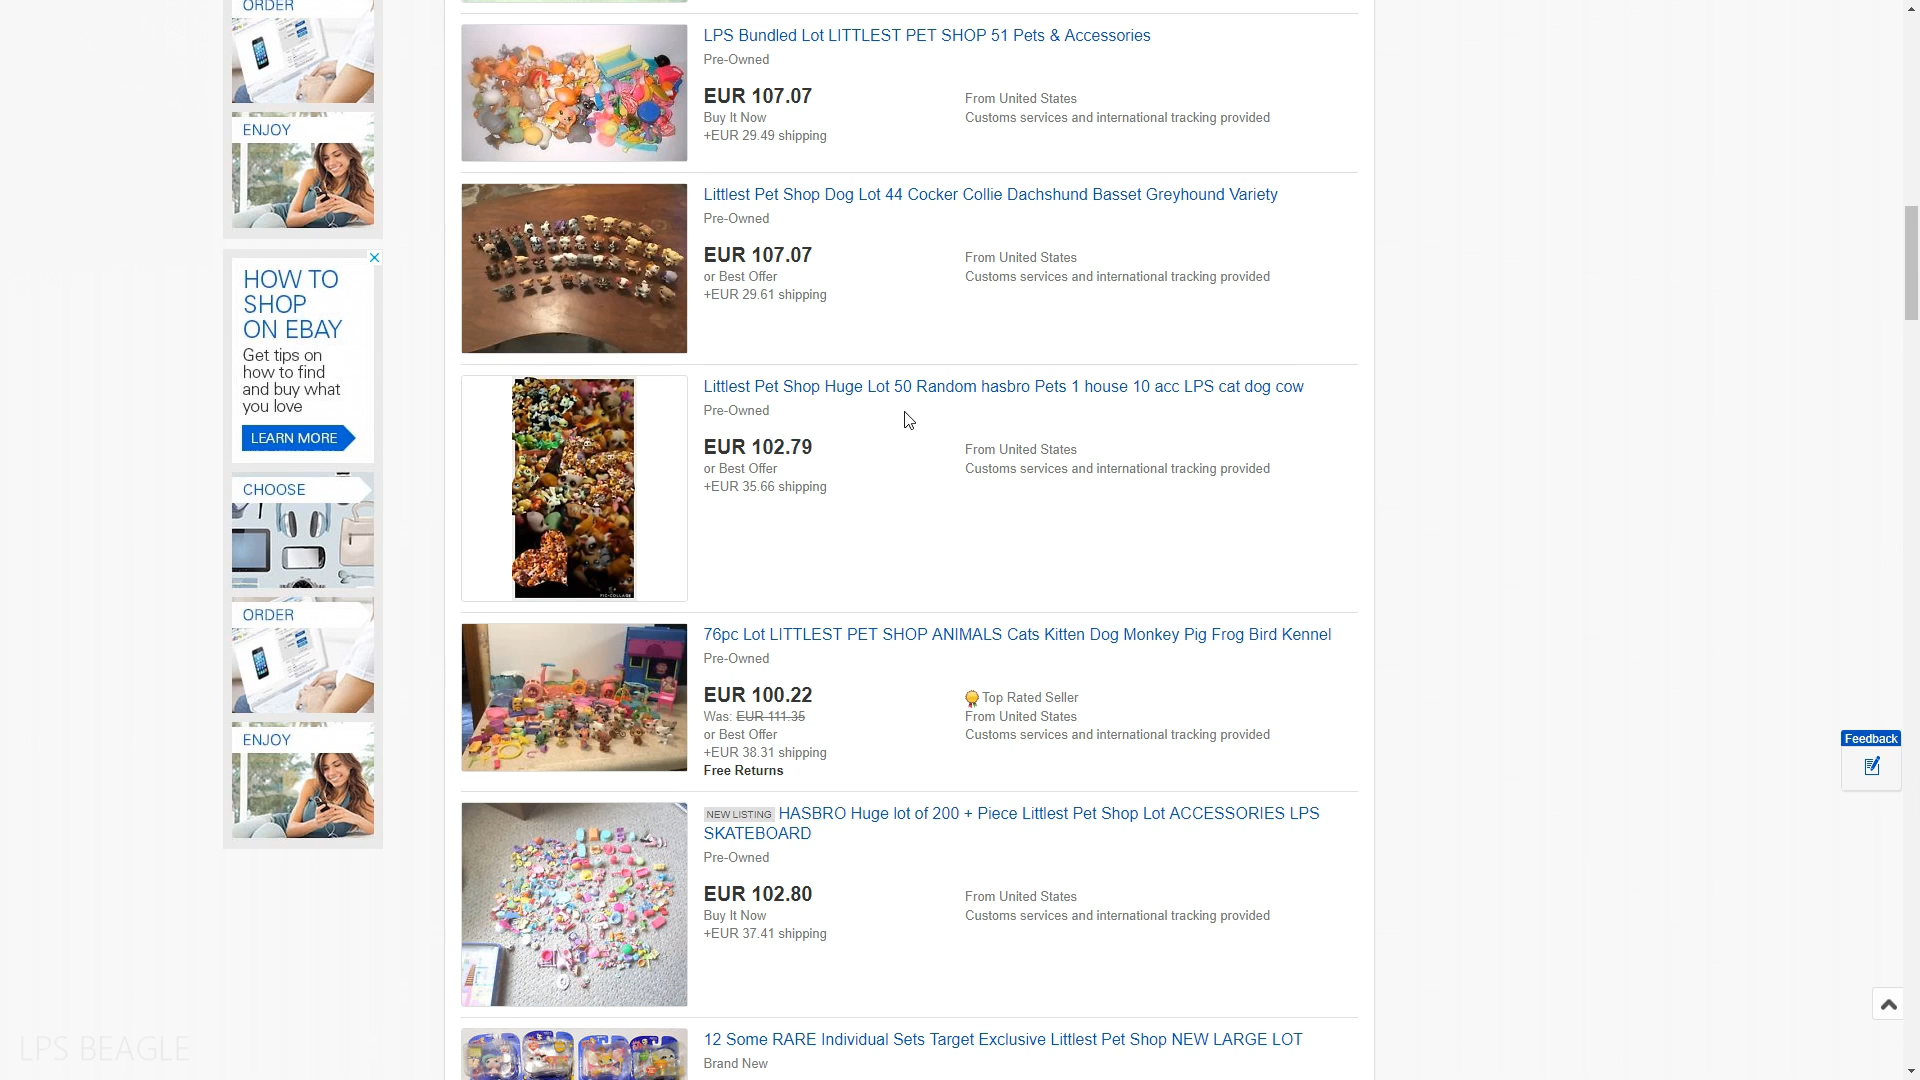 ORDER
ENJOY
HOW TO
SHOP
ON EBAY
Get tips on
how to find
and buy what
you love
LEARN MORE
CHOOSE
ORDER
ENJOY
LPS Bundled Lot LITTLEST PET SHOP 51 Pets & Accessories
Pre-Owned
EUR 107.07
Buy It Now
+EUR 29.49 shipping
From United States
Customs services and international tracking provided
Littlest Pet Shop Dog Lot 44 Cocker Collie Dachshund Basset Greyhound Variety
Pre-Owned
EUR 107.07
or Best Offer
+EUR 29.61 shipping
From United States
Customs services and international tracking provided
Littlest Pet Shop Huge Lot 50 Random hasbro Pets 1 house 10 acc LPS cat dog cow
Pre-Owned
EUR 102.79
or Best Offer
+EUR 35.66 shipping
From United States
Customs services and international tracking provided
PIC-COLLAGE
76pc Lot LITTLEST PET SHOP ANIMALS Cats Kitten Dog Monkey Pig Frog Bird Kennel
Pre-Owned
EUR 100.22
Was: EUR 111.35
or Best Offer
+EUR 38.31 shipping
Free Returns
Top Rated Seller
From United States
Customs services and international tracking provided
NEW LISTING HASBRO Huge lot of 200 + Piece Littlest Pet Shop Lot ACCESSORIES LPS
SKATEBOARD
Pre-Owned
EUR 102.80
Buy It Now
+EUR 37.41 shipping
From United States
Customs services and international tracking provided
12 Some RARE Individual Sets Target Exclusive Littlest Pet Shop NEW LARGE LOT
Brand New
Feedback
LPS BEAGLE